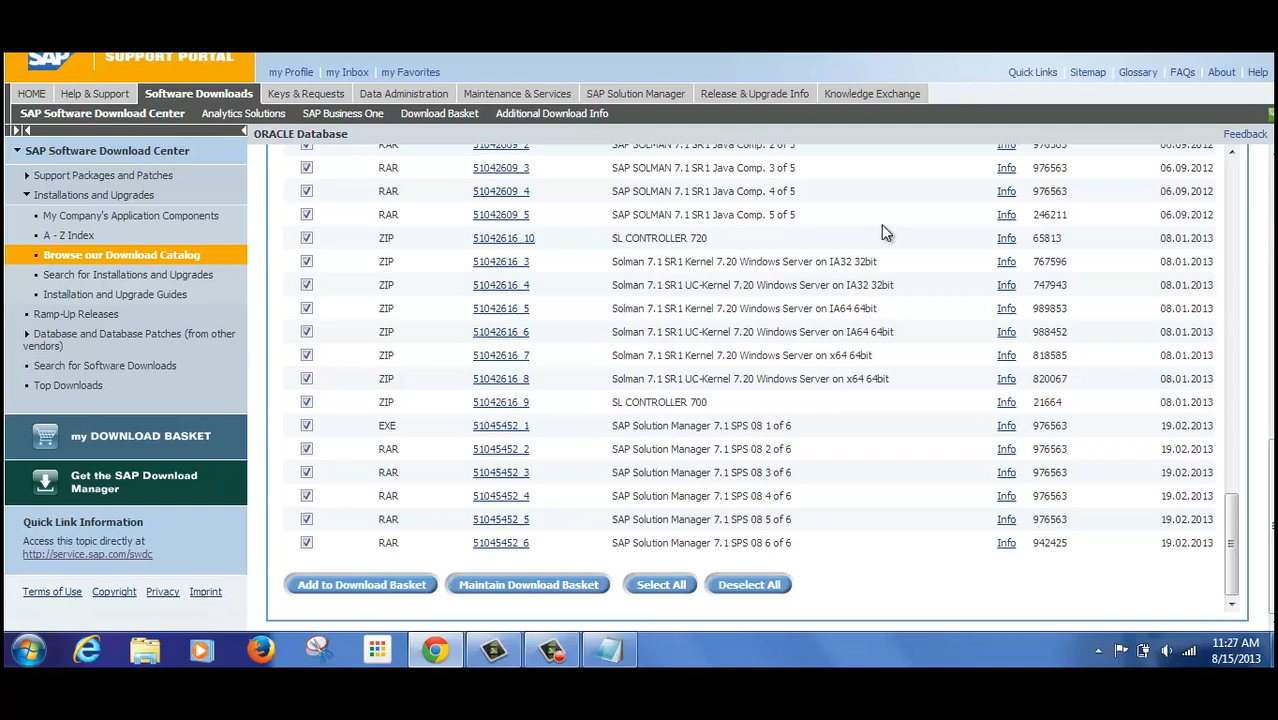 SAP SUPPORT PORTAL
my Profile my Inbox my Favorites
Quick Links Sitemap Glossary FAQs About Help
HOME Help & Support Software Downloads Keys & Requests Data Administration Maintenance & Services SAP Solution Manager Release & Upgrade Info Knowledge Exchange
SAP Software Download Center Analytics Solutions SAP Business One Download Basket Additional Download Info
ORACLE Database Feedback
SAP Software Download Center
Support Packages and Patches
Installations and Upgrades
My Company's Application Components
A - Z Index
Browse our Download Catalog
Search for Installations and Upgrades
Installation and Upgrade Guides
Ramp-Up Releases
Database and Database Patches (from other
vendors)
Search for Software Downloads
Top Downloads
my DOWNLOAD BASKET
Get the SAP Download
Manager
Quick Link Information
Access this topic directly at
http://service.sap.com/swdc
Terms of Use Copyright Privacy Imprint
RAR 51042609_2 SAP SOLMAN 7.1 SR1 Java Comp. 2 of 5 Info 976563 06.09.2012
RAR 51042609_3 SAP SOLMAN 7.1 SR1 Java Comp. 3 of 5 Info 976563 06.09.2012
RAR 51042609_4 SAP SOLMAN 7.1 SR1 Java Comp. 4 of 5 Info 976563 06.09.2012
RAR 51042609_5 SAP SOLMAN 7.1 SR1 Java Comp. 5 of 5 Info 246211 06.09.2012
ZIP 51042616_10 SL CONTROLLER 720 Info 65813 08.01.2013
ZIP 51042616_3 Solman 7.1 SR1 Kernel 7.20 Windows Server on IA32 32bit Info 767596 08.01.2013
ZIP 51042616_4 Solman 7.1 SR1 UC-Kernel 7.20 Windows Server on IA32 32bit Info 747943 08.01.2013
ZIP 51042616_5 Solman 7.1 SR1 Kernel 7.20 Windows Server on IA64 64bit Info 989853 08.01.2013
ZIP 51042616_6 Solman 7.1 SR1 UC-Kernel 7.20 Windows Server on IA64 64bit Info 988452 08.01.2013
ZIP 51042616_7 Solman 7.1 SR1 Kernel 7.20 Windows Server on x64 64bit Info 818585 08.01.2013
ZIP 51042616_8 Solman 7.1 SR1 UC-Kernel 7.20 Windows Server on x64 64bit Info 820067 08.01.2013
ZIP 51042616_9 SL CONTROLLER 700 Info 21664 08.01.2013
EXE 51045452_1 SAP Solution Manager 7.1 SPS 08 1 of 6 Info 976563 19.02.2013
RAR 51045452_2 SAP Solution Manager 7.1 SPS 08 2 of 6 Info 976563 19.02.2013
RAR 51045452_3 SAP Solution Manager 7.1 SPS 08 3 of 6 Info 976563 19.02.2013
RAR 51045452_4 SAP Solution Manager 7.1 SPS 08 4 of 6 Info 976563 19.02.2013
RAR 51045452_5 SAP Solution Manager 7.1 SPS 08 5 of 6 Info 976563 19.02.2013
RAR 51045452_6 SAP Solution Manager 7.1 SPS 08 6 of 6 Info 942425 19.02.2013
Add to Download Basket Maintain Download Basket Select All Deselect All
11:27 AM
8/15/2013